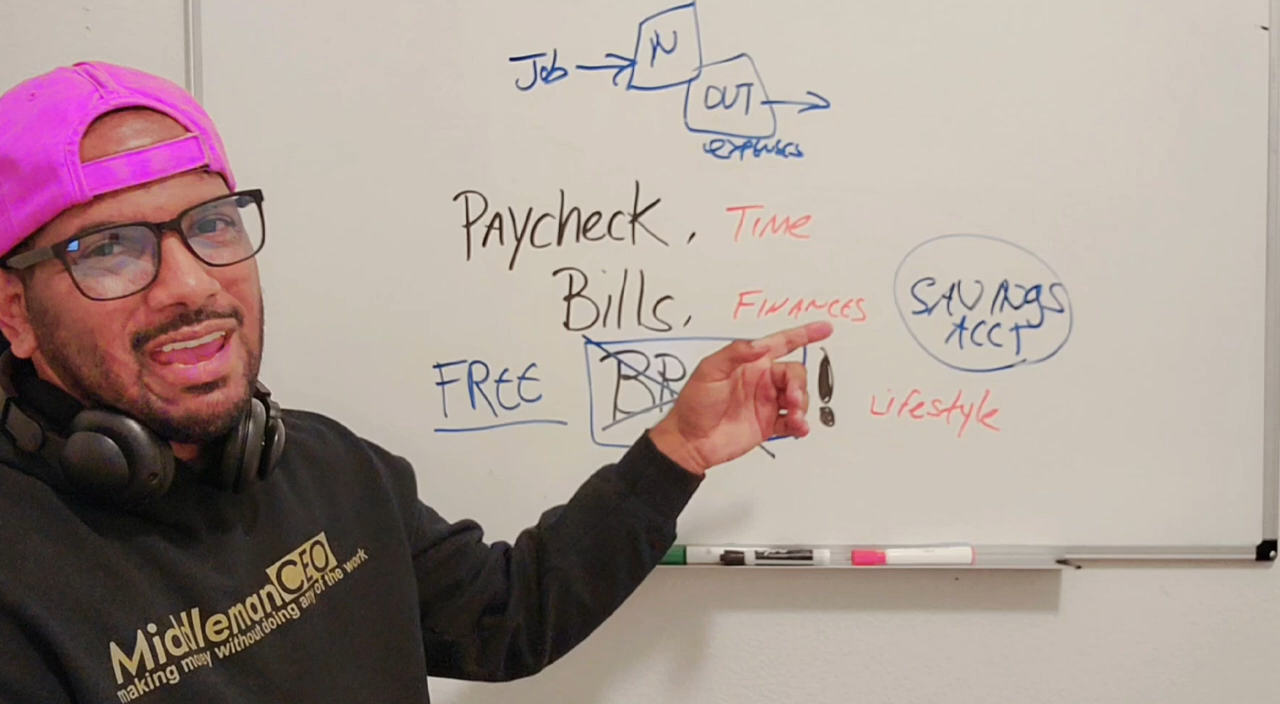 Job → IN
OUT →
expenses
PAycheck, TIME
Bills, FINANCES
SAVINGS
ACCT
FREE !
Lifestyle
MiddlemanCEO
making money without doing any of the work